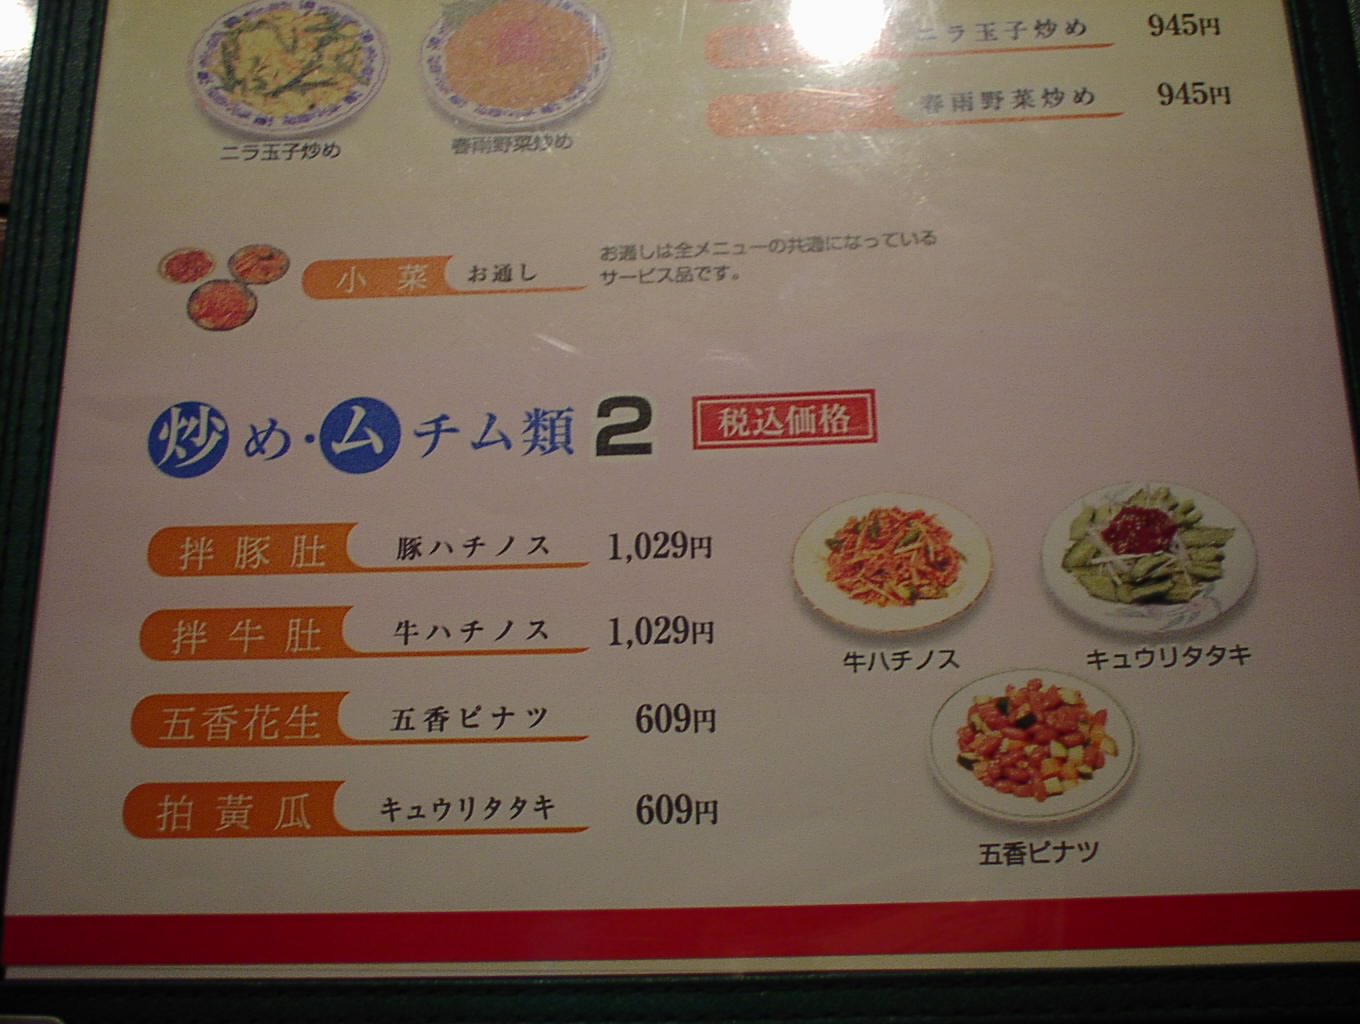 ニラ玉子炒め 945円
春雨野菜炒め 945円
ニラ玉子炒め
春雨野菜炒め
小菜 お通し
お通しは全メニューの共通になっている
サービス品です。
炒め・ムチム類2 税込価格
拌豚肚 豚ハチノス 1,029円
拌牛肚 牛ハチノス 1,029円
五香花生 五香ピナツ 609円
拍黄瓜 キュウリタタキ 609円
牛ハチノス
キュウリタタキ
五香ピナツ